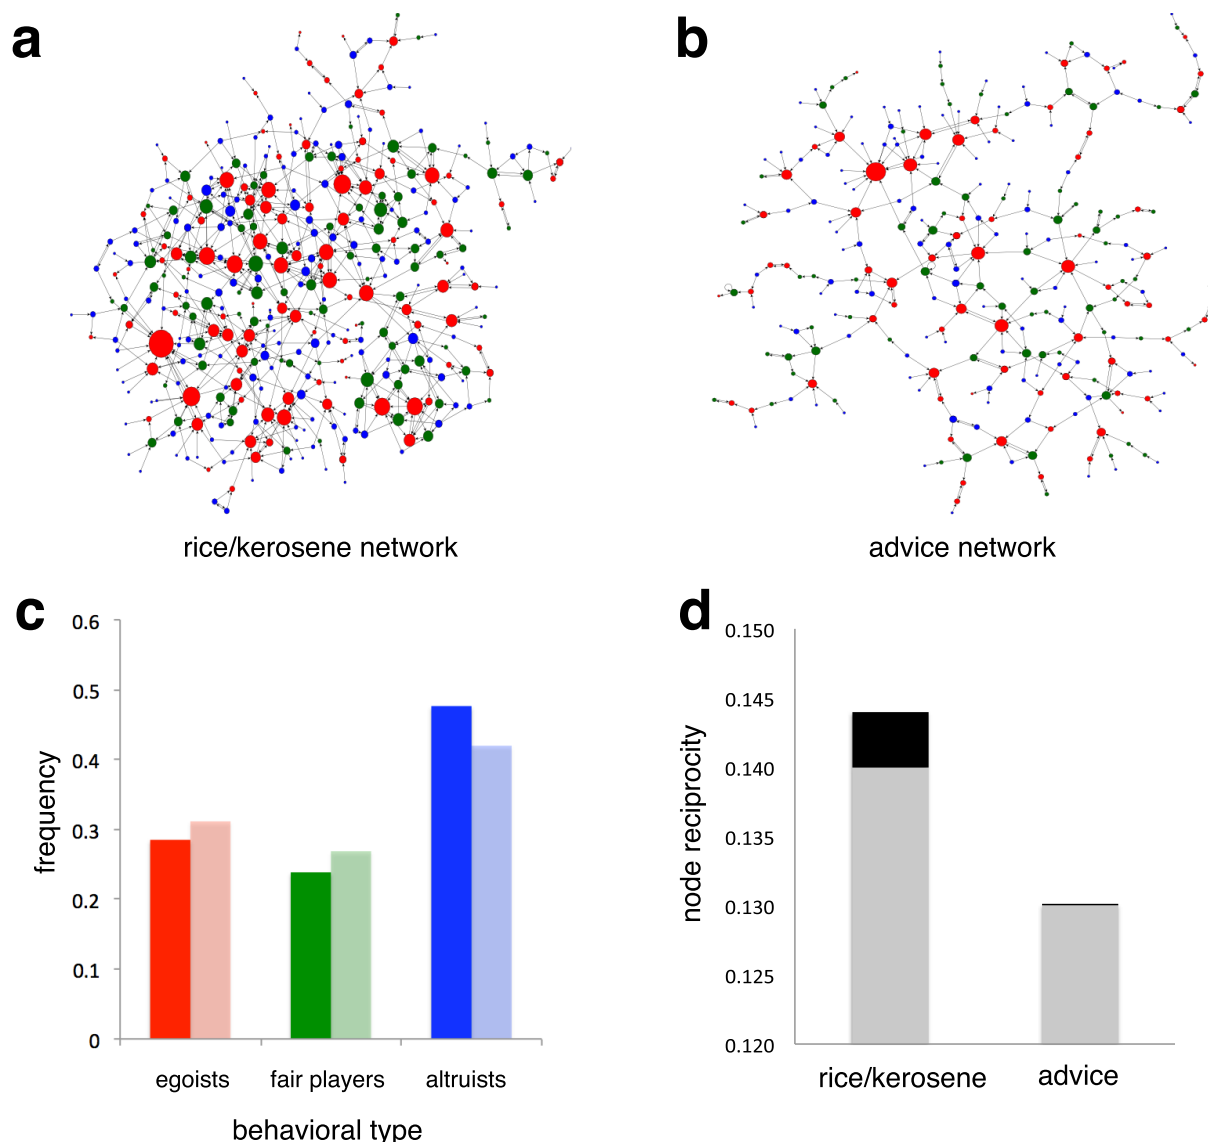 a
b
rice/kerosene network
advice network
c
0.6
0.5
0.4
0.3
0.2
0.1
0
frequency
egoists
fair players
altruists
behavioral type
d
0.150
0.145
0.140
0.135
0.130
0.125
0.120
node reciprocity
rice/kerosene
advice